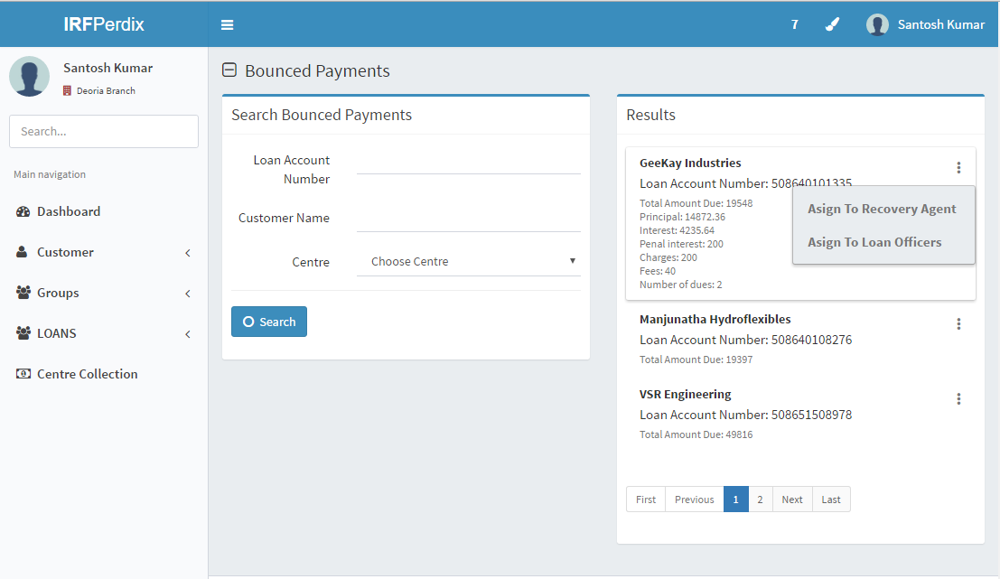 IRFPerdix
7
Santosh Kumar
Santosh Kumar
Deoria Branch
Search...
Main navigation
Dashboard
Customer
Groups
LOANS
Centre Collection
Bounced Payments
Search Bounced Payments
Loan Account
Number
Customer Name
Centre
Choose Centre
Search
Results
GeeKay Industries
Loan Account Number: 508640101335
Total Amount Due: 19548
Principal: 14872.36
Interest: 4235.64
Penal interest: 200
Charges: 200
Fees: 40
Number of dues: 2
Asign To Recovery Agent
Asign To Loan Officers
Manjunatha Hydroflexibles
Loan Account Number: 508640108276
Total Amount Due: 19397
VSR Engineering
Loan Account Number: 508651508978
Total Amount Due: 49816
First Previous 1 2 Next Last